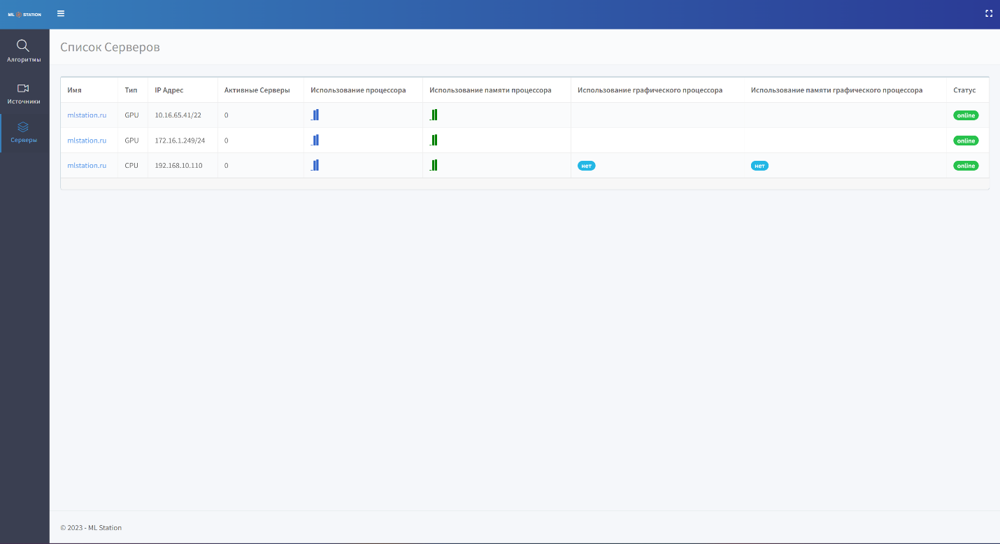 ML STATION
Алгоритмы
Источники
Серверы
Список Серверов
Имя Тип IP Адрес Активные Серверы Использование процессора Использование памяти процессора Использование графического процессора Использование памяти графического процессора Статус
mlstation.ru GPU 10.16.65.41/22 0 online
mlstation.ru GPU 172.16.1.249/24 0 online
mlstation.ru CPU 192.168.10.110 0 нет нет online
© 2023 - ML Station